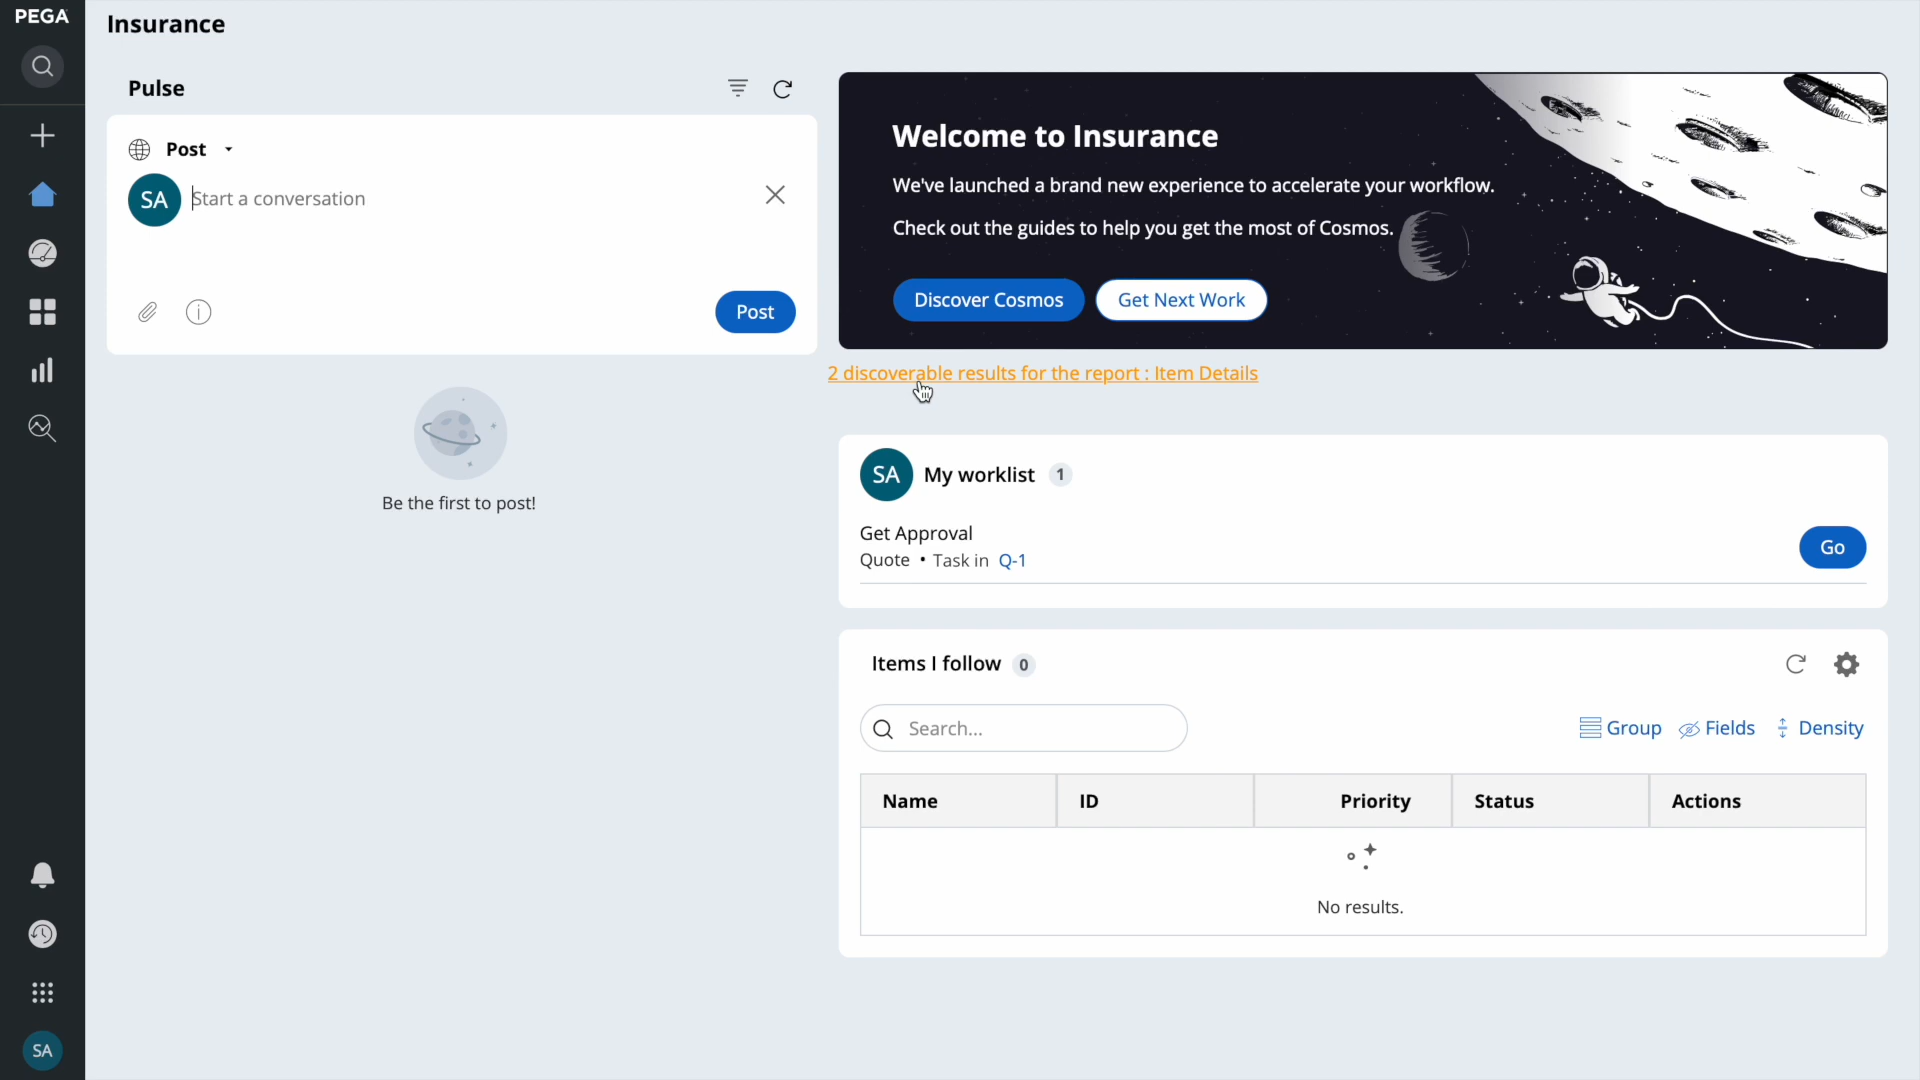 PEGA
Insurance
Pulse
Post
SA
Start a conversation
Post
Be the first to post!
Welcome to Insurance
We've launched a brand new experience to accelerate your workflow.
Check out the guides to help you get the most of Cosmos.
Discover Cosmos
Get Next Work
2 discoverable results for the report : Item Details
SA My worklist 1
Get Approval
Quote • Task in Q-1
Go
Items I follow 0
Search...
Group Fields Density
Name ID Priority Status Actions
No results.
SA